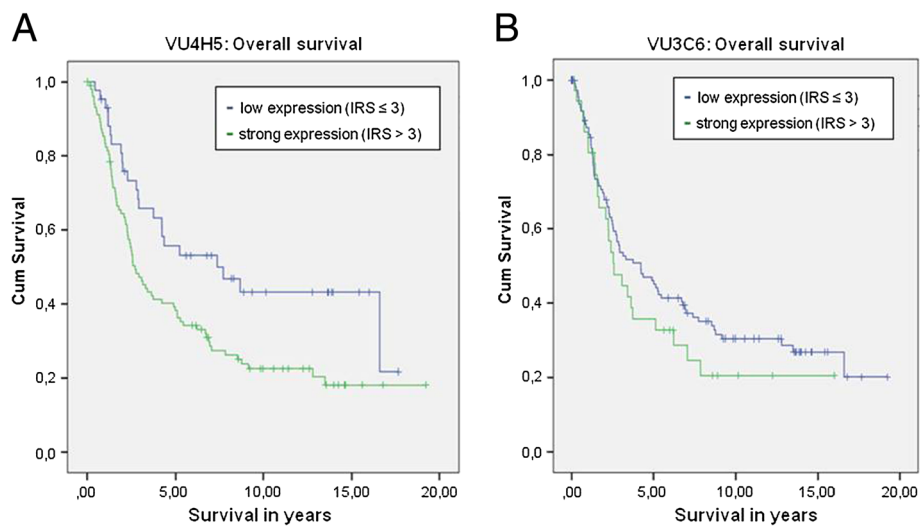 A
VU4H5: Overall survival
low expression (IRS ≤ 3)
strong expression (IRS > 3)
Cum Survival
1,0
0,8
0,6
0,4
0,2
0,0
,00 5,00 10,00 15,00 20,00
Survival in years
B
VU3C6: Overall survival
low expression (IRS ≤ 3)
strong expression (IRS > 3)
Cum Survival
1,0
0,8
0,6
0,4
0,2
0,0
,00 5,00 10,00 15,00 20,00
Survival in years